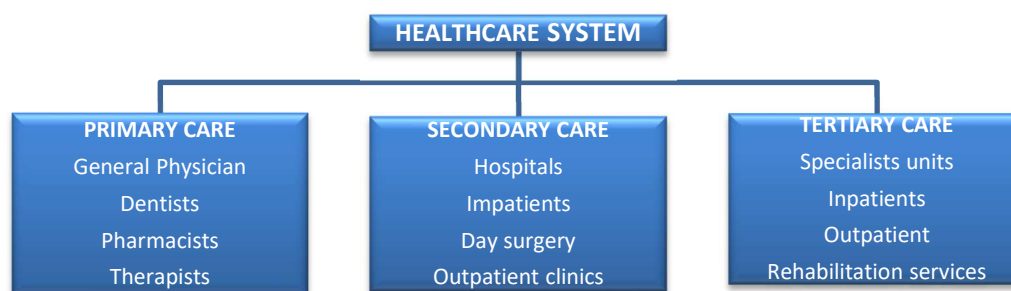 HEALTHCARE SYSTEM
PRIMARY CARE
General Physician
Dentists
Pharmacists
Therapists
SECONDARY CARE
Hospitals
Impatients
Day surgery
Outpatient clinics
TERTIARY CARE
Specialists units
Inpatients
Outpatient
Rehabilitation services